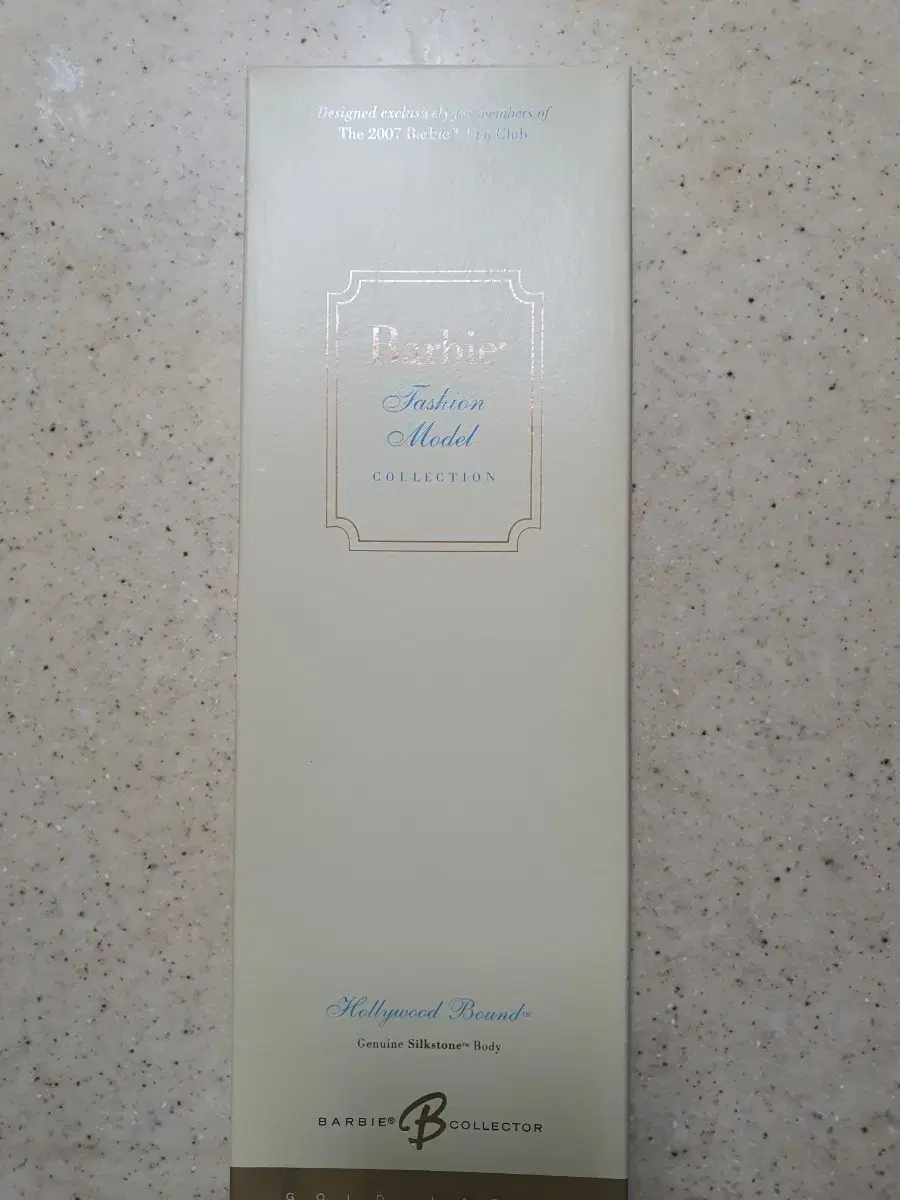 Designed exclusively for members of
The 2007 Barbie® Fan Club
Barbie®
Fashion
Model
COLLECTION
Hollywood Bound™
Genuine Silkstone™ Body
BARBIE® B COLLECTOR
GOLD